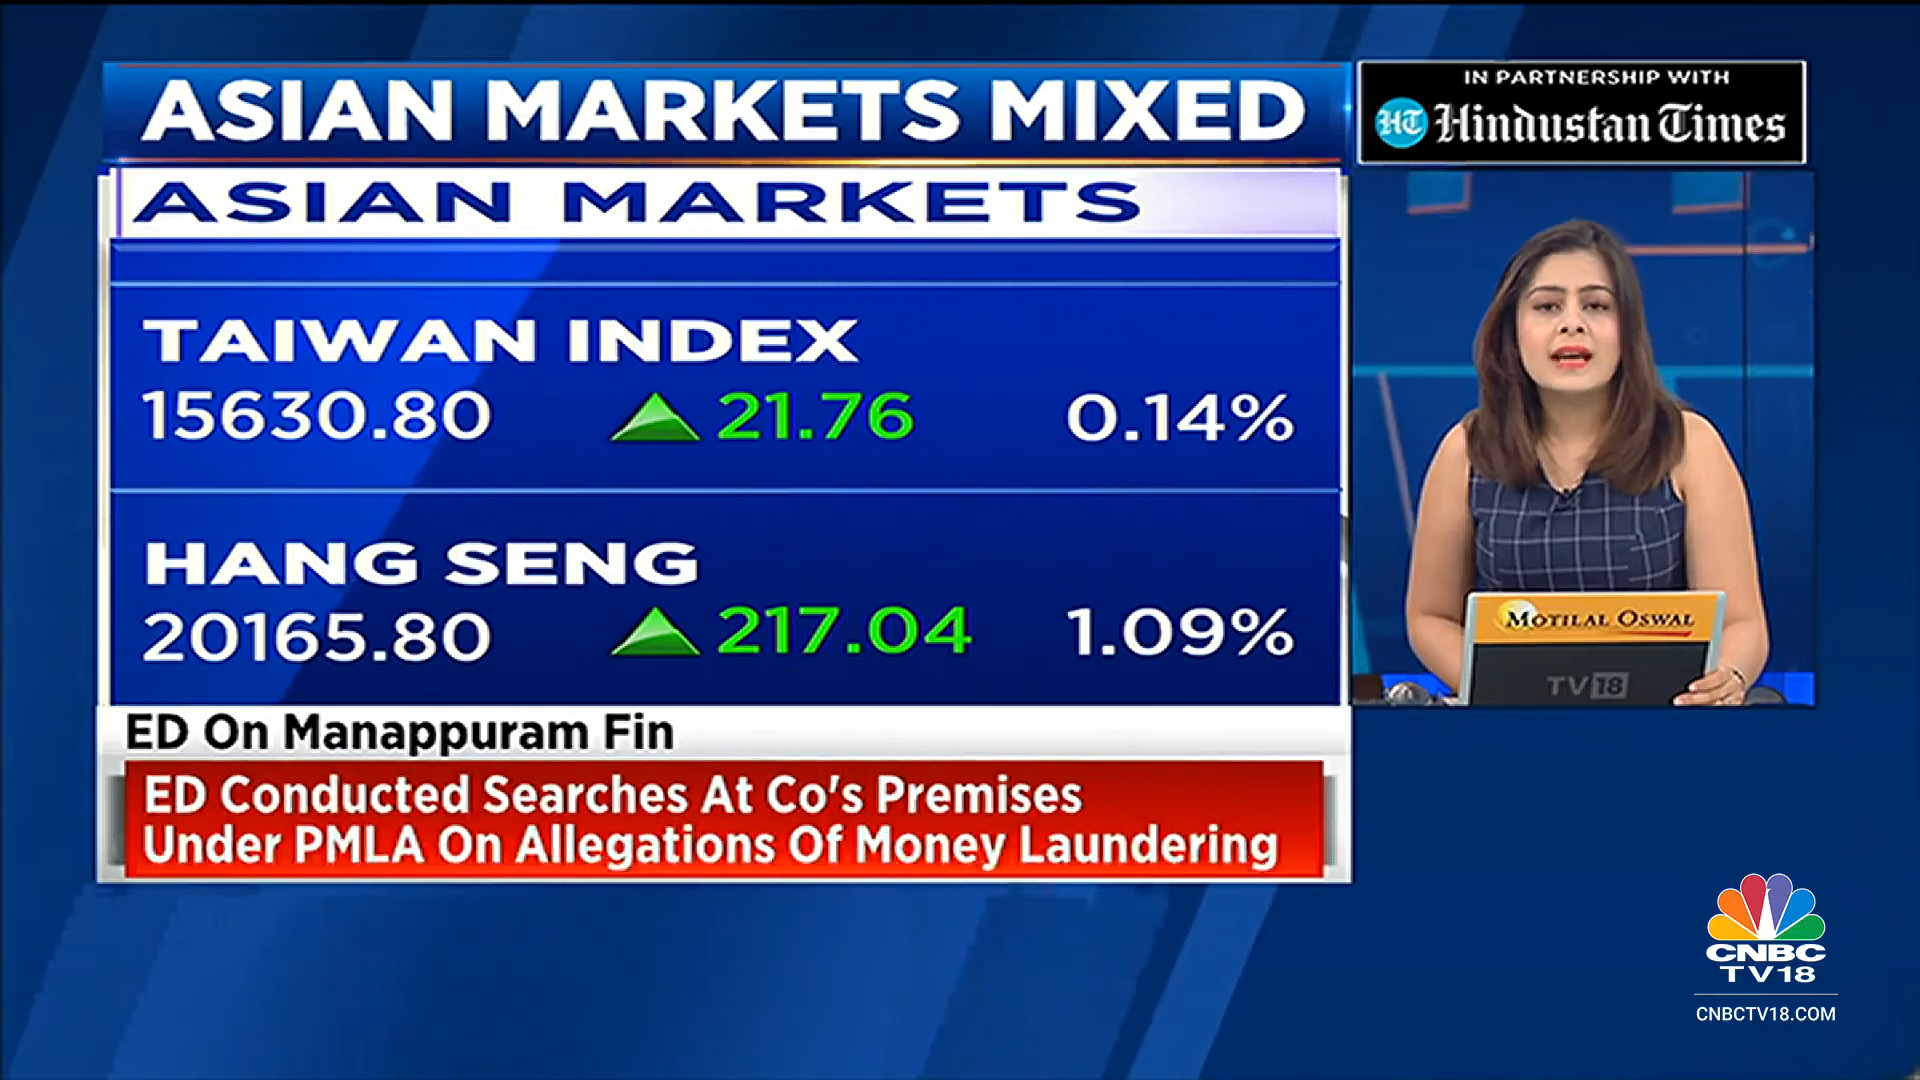 ASIAN MARKETS MIXED
IN PARTNERSHIP WITH
HT Hindustan Times
ASIAN MARKETS
TAIWAN INDEX
15630.80 21.76 0.14%
HANG SENG
20165.80 217.04 1.09%
MOTILAL OSWAL
TV18
ED On Manappuram Fin
ED Conducted Searches At Co's Premises
Under PMLA On Allegations Of Money Laundering
CNBC
TV18
CNBCTV18.COM